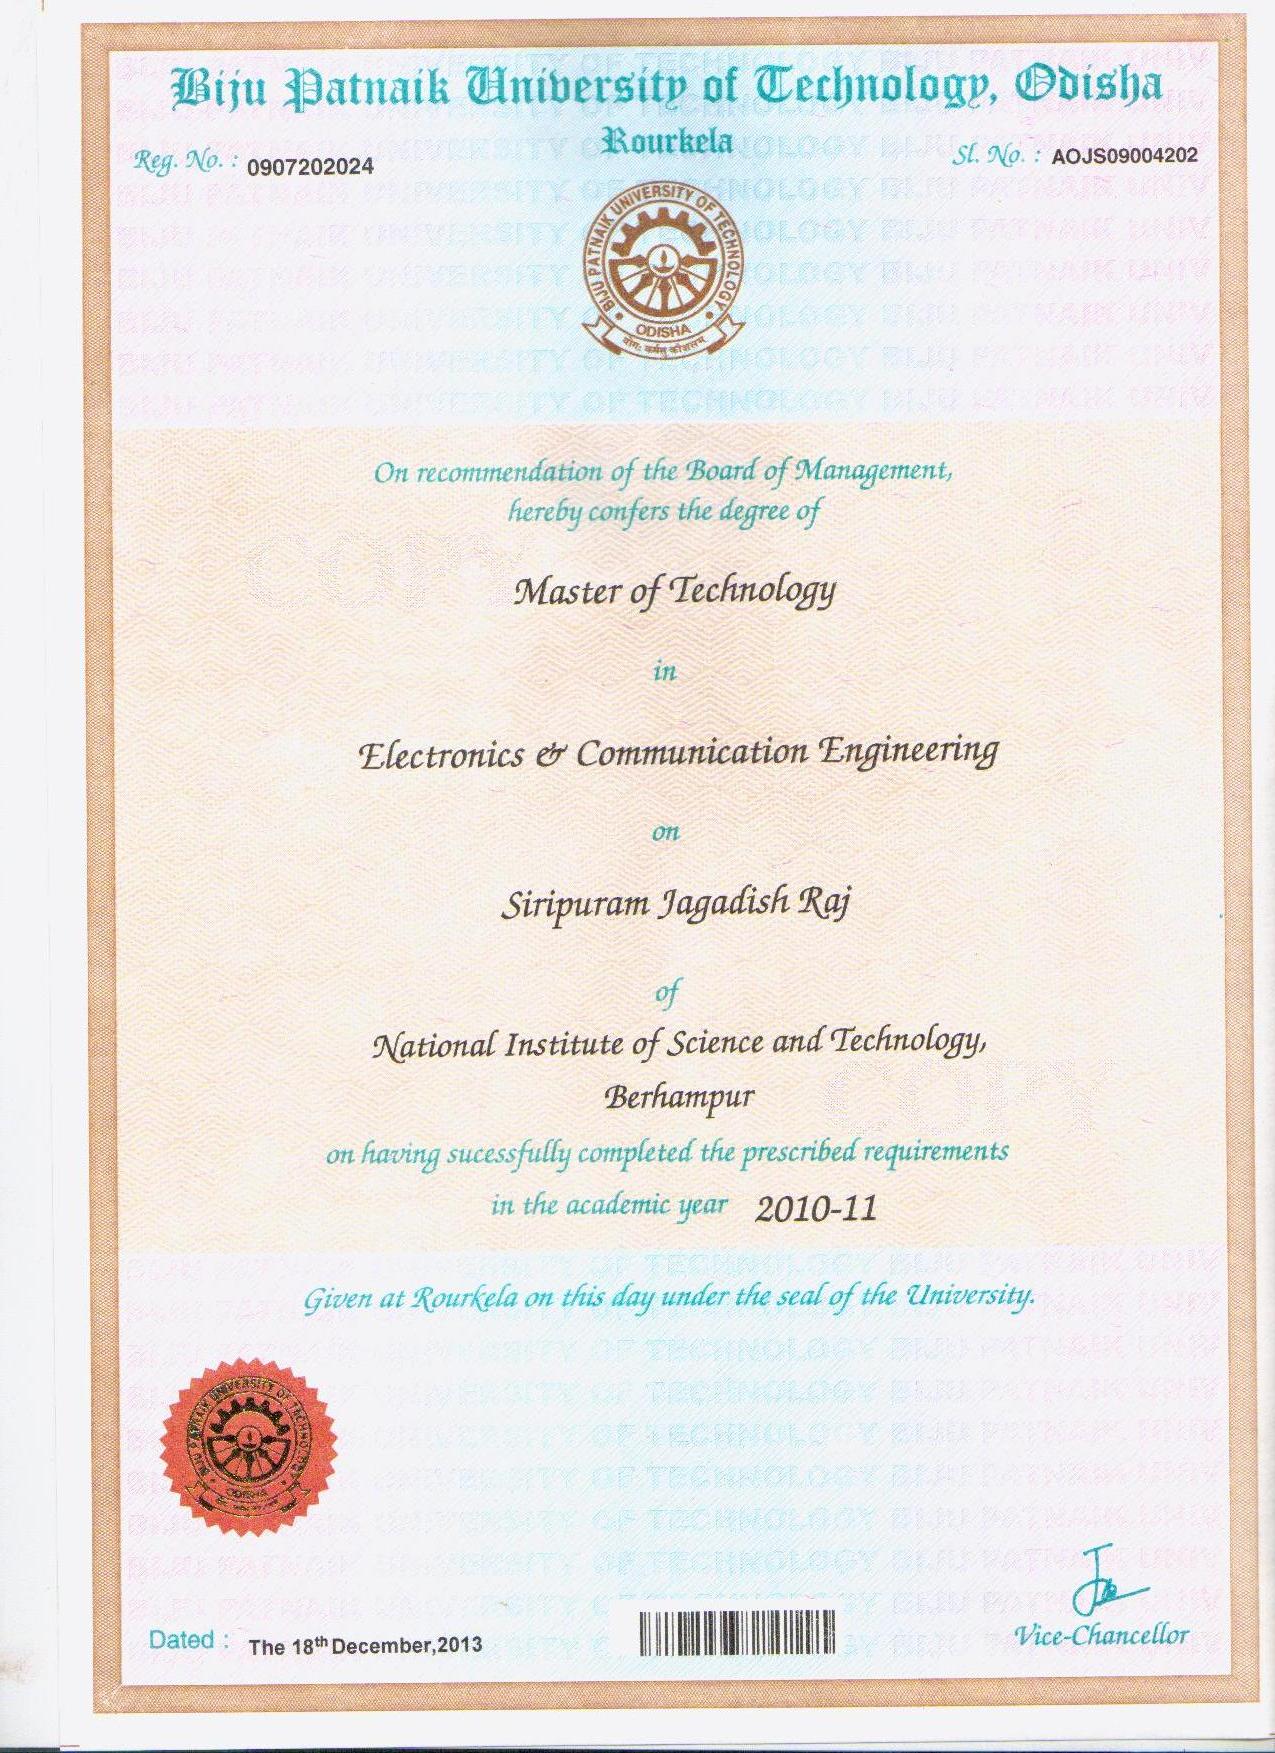 Biju Patnaik University of Technology, Odisha
Rourkela
Reg. No. : 0907202024
Sl. No. : AOJS09004202
BIJU PATNAIK UNIVERSITY OF TECHNOLOGY
ODISHA
योगः कर्मसु कौशलम्
On recommendation of the Board of Management,
hereby confers the degree of
Master of Technology
in
Electronics & Communication Engineering
on
Siripuram Jagadish Raj
of
National Institute of Science and Technology,
Berhampur
on having sucessfully completed the prescribed requirements
in the academic year 2010-11
Given at Rourkela on this day under the seal of the University.
BIJU PATNAIK UNIVERSITY OF TECHNOLOGY
ODISHA
Dated : The 18th December,2013
Vice-Chancellor